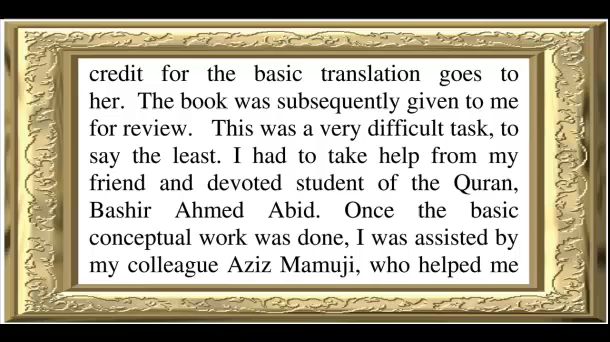 credit for the basic translation goes to
her. The book was subsequently given to me
for review. This was a very difficult task, to
say the least. I had to take help from my
friend and devoted student of the Quran,
Bashir Ahmed Abid. Once the basic
conceptual work was done, I was assisted by
my colleague Aziz Mamuji, who helped me